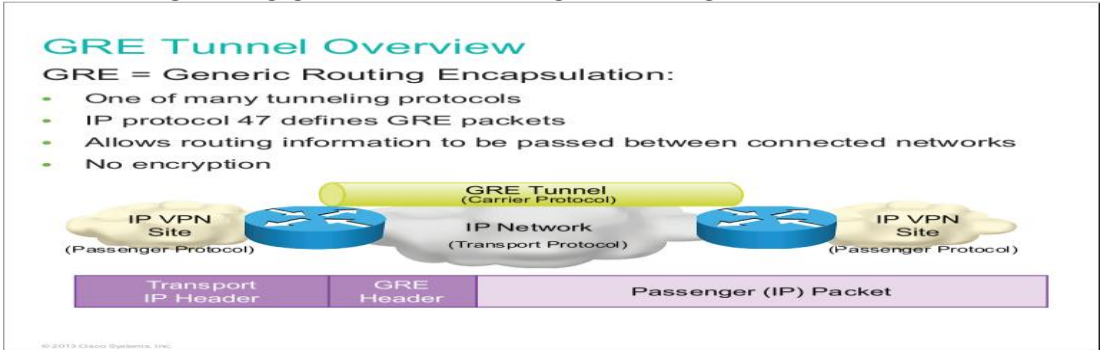 GRE Tunnel Overview
GRE = Generic Routing Encapsulation:
• One of many tunneling protocols
• IP protocol 47 defines GRE packets
• Allows routing information to be passed between connected networks
• No encryption
GRE Tunnel
(Carrier Protocol)
IP VPN
Site
(Passenger Protocol)
IP Network
(Transport Protocol)
IP VPN
Site
(Passenger Protocol)
Transport
IP Header
GRE
Header
Passenger (IP) Packet
© 2013 Cisco Systems, Inc.